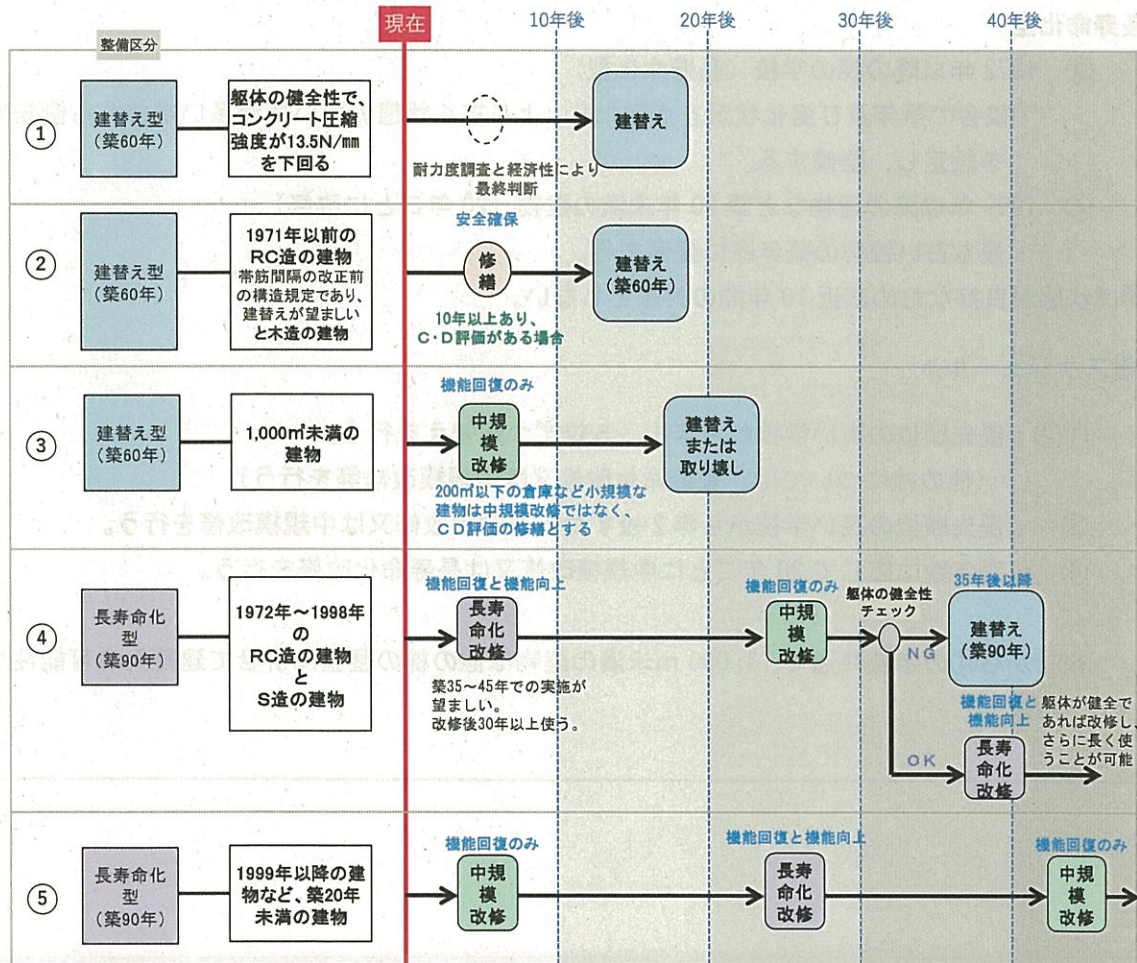 現在
10年後
20年後
30年後
40年後
整備区分
①
建替え型
(築60年)
躯体の健全性で、
コンクリート圧縮
強度が13.5N/mm
を下回る
耐力度調査と経済性により
最終判断
建替え
②
建替え型
(築60年)
1971年以前の
RC造の建物
帯筋間隔の改正前
の構造規定であり、
建替えが望ましい
と木造の建物
安全確保
修
繕
10年以上あり、
C・D評価がある場合
建替え
(築60年)
③
建替え型
(築60年)
1,000㎡未満の
建物
機能回復のみ
中規
模
改修
200㎡以下の倉庫など小規模な
建物は中規模改修ではなく、
CD評価の修繕とする
建替え
または
取り壊し
④
長寿命化
型
(築90年)
1972年～1998年
の
RC造の建物
と
S造の建物
機能回復と機能向上
長寿
命化
改修
築35～45年での実施が
望ましい。
改修後30年以上使う。
機能回復のみ
中規
模
改修
躯体の健全性
チェック
NG
OK
35年後以降
建替え
(築90年)
機能回復と
機能向上
長寿
命化
改修
躯体が健全で
あれば改修し、
さらに長く使
うことが可能
⑤
長寿命化
型
(築90年)
1999年以降の建
物など、築20年
未満の建物
機能回復のみ
中規
模
改修
機能回復と機能向上
長寿
命化
改修
機能回復のみ
中規
模
改修